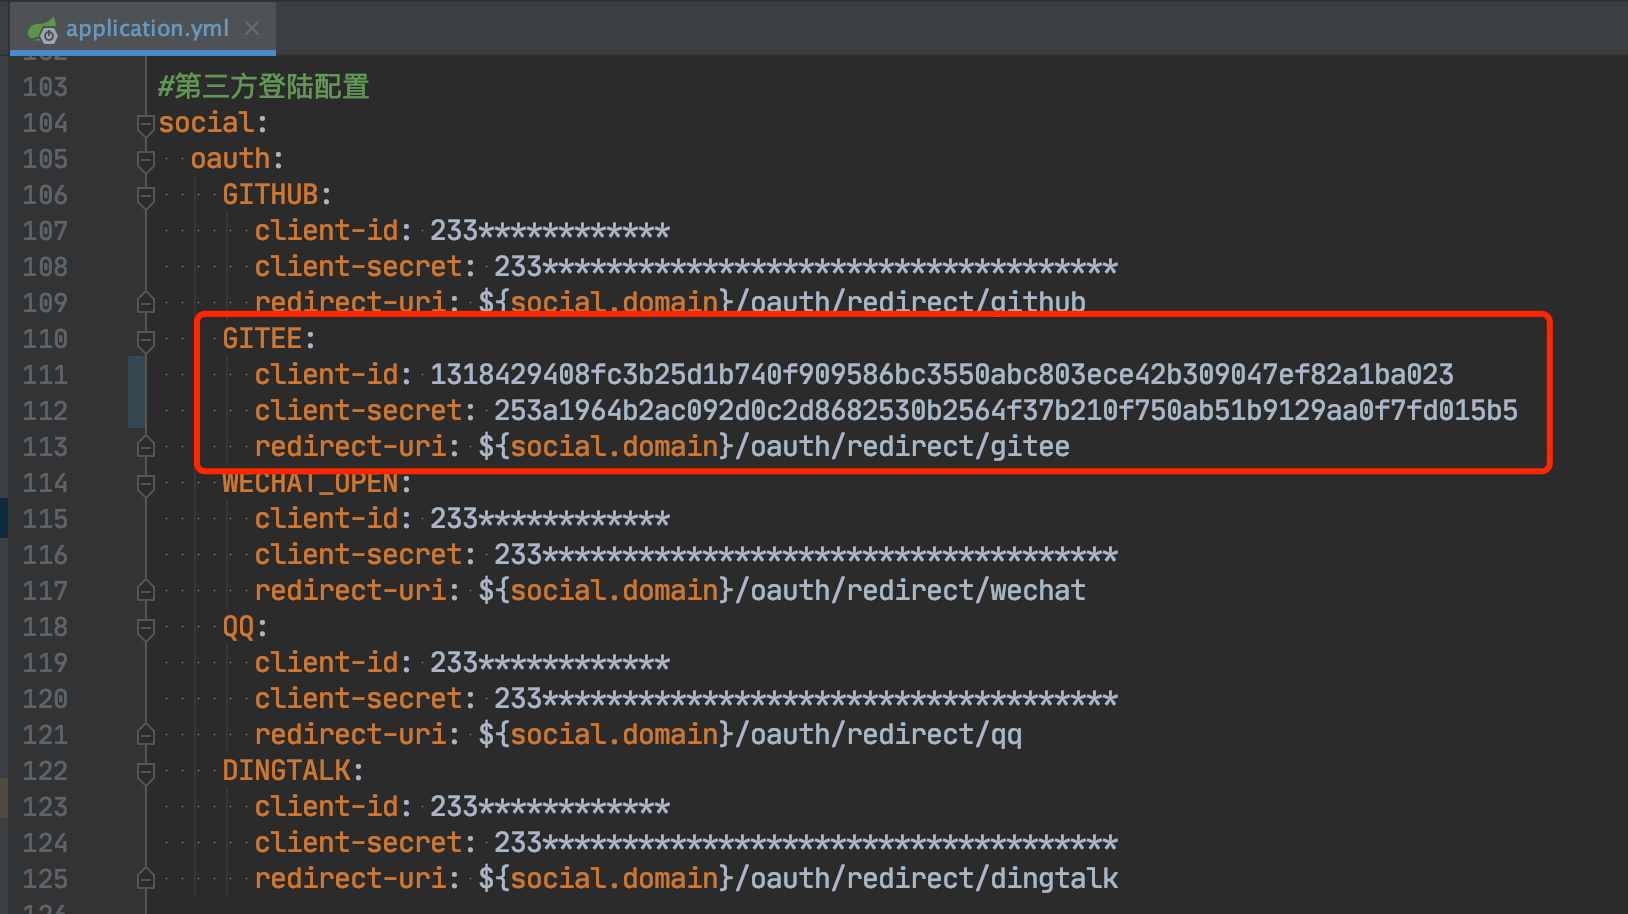 application.yml
103 #第三方登陆配置
104 social:
105 oauth:
106 GITHUB:
107 client-id: 233************
108 client-secret: 233************************************
109 redirect-uri: ${social.domain}/oauth/redirect/github
110 GITEE:
111 client-id: 1318429408fc3b25d1b740f909586bc3550abc803ece42b309047ef82a1ba023
112 client-secret: 253a1964b2ac092d0c2d8682530b2564f37b210f750ab51b9129aa0f7fd015b5
113 redirect-uri: ${social.domain}/oauth/redirect/gitee
114 WECHAT_OPEN:
115 client-id: 233************
116 client-secret: 233************************************
117 redirect-uri: ${social.domain}/oauth/redirect/wechat
118 QQ:
119 client-id: 233************
120 client-secret: 233************************************
121 redirect-uri: ${social.domain}/oauth/redirect/qq
122 DINGTALK:
123 client-id: 233************
124 client-secret: 233************************************
125 redirect-uri: ${social.domain}/oauth/redirect/dingtalk